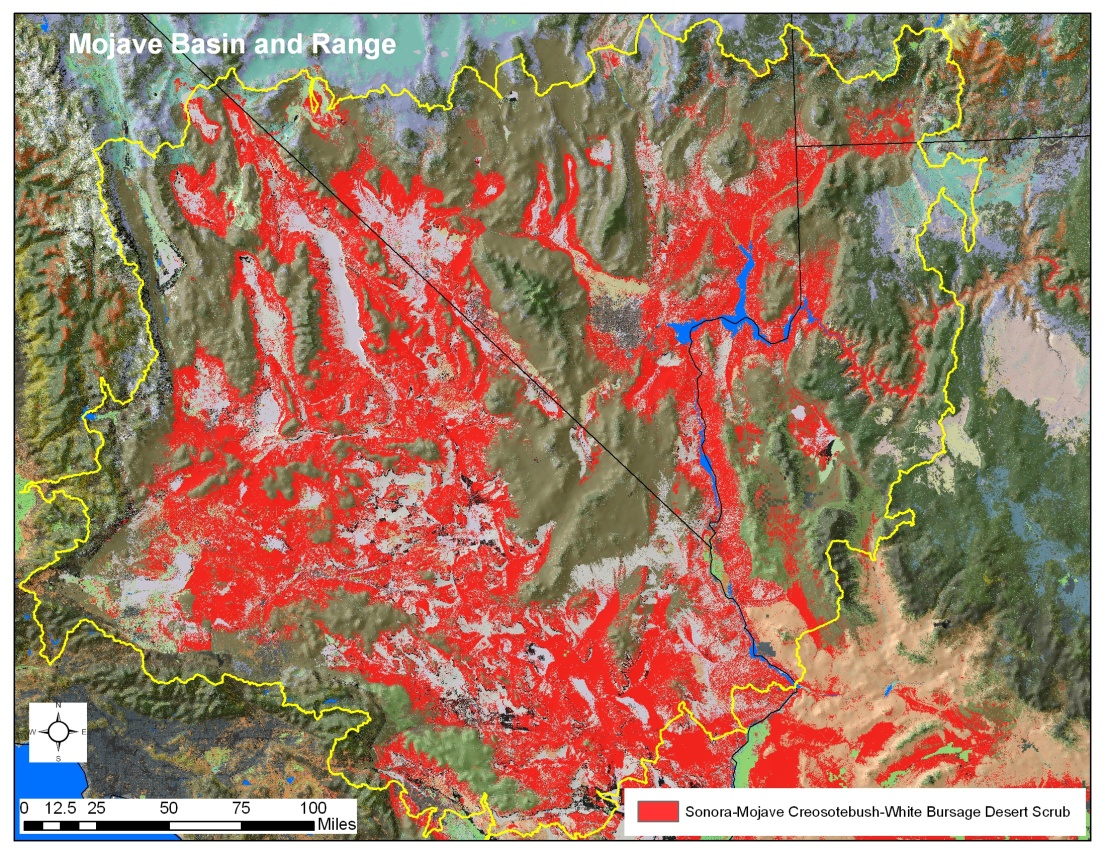 Mojave Basin and Range
N
W E
S
0 12.5 25 50 75 100
Miles
Sonora-Mojave Creosotebush-White Bursage Desert Scrub